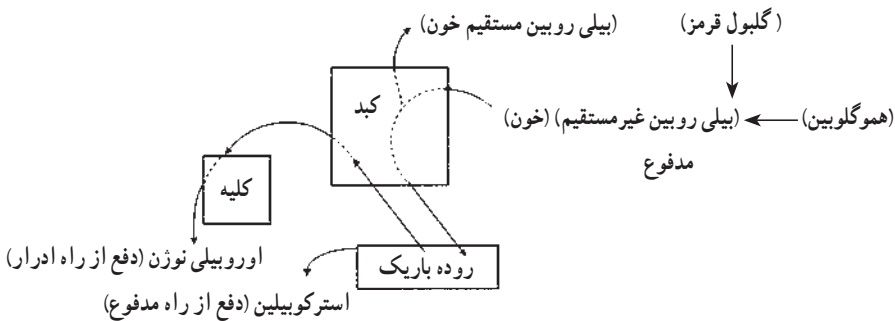 (گلبول قرمز) (بیلی روبین مستقیم خون)
کبد
(هموگلوبین) (بیلی روبین غیرمستقیم) (خون)
مدفوع
کلیه
اوروبیلی نوژن (دفع از راه ادرار)
روده باریک
استرکوبیلین (دفع از راه مدفوع)